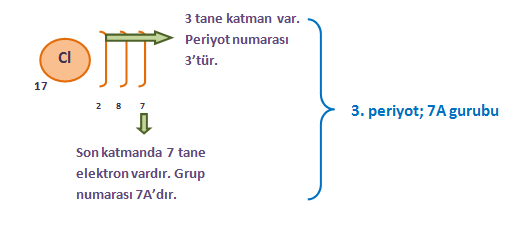 3 tane katman var.
Periyot numarası
3’tür.
Cl
17
2 8 7
3. periyot; 7A gurubu
Son katmanda 7 tane
elektron vardır. Grup
numarası 7A’dır.